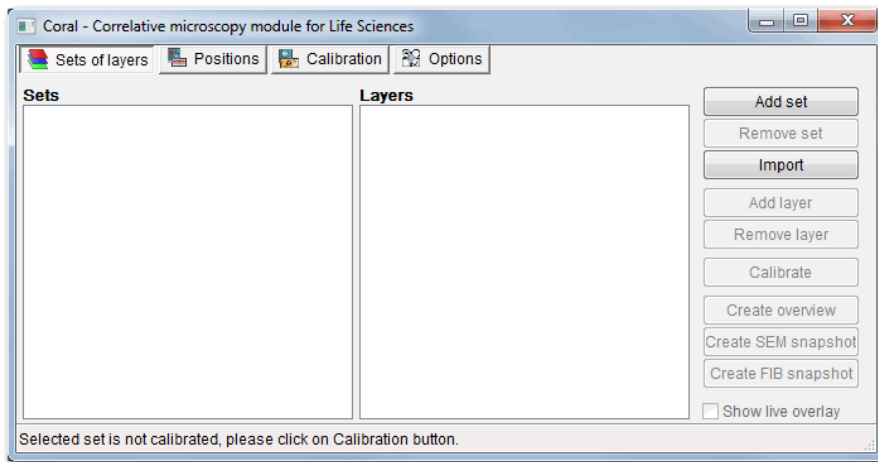 Coral - Correlative microscopy module for Life Sciences
Sets of layers Positions Calibration Options
Sets Layers
Add set
Remove set
Import
Add layer
Remove layer
Calibrate
Create overview
Create SEM snapshot
Create FIB snapshot
Show live overlay
Selected set is not calibrated, please click on Calibration button.